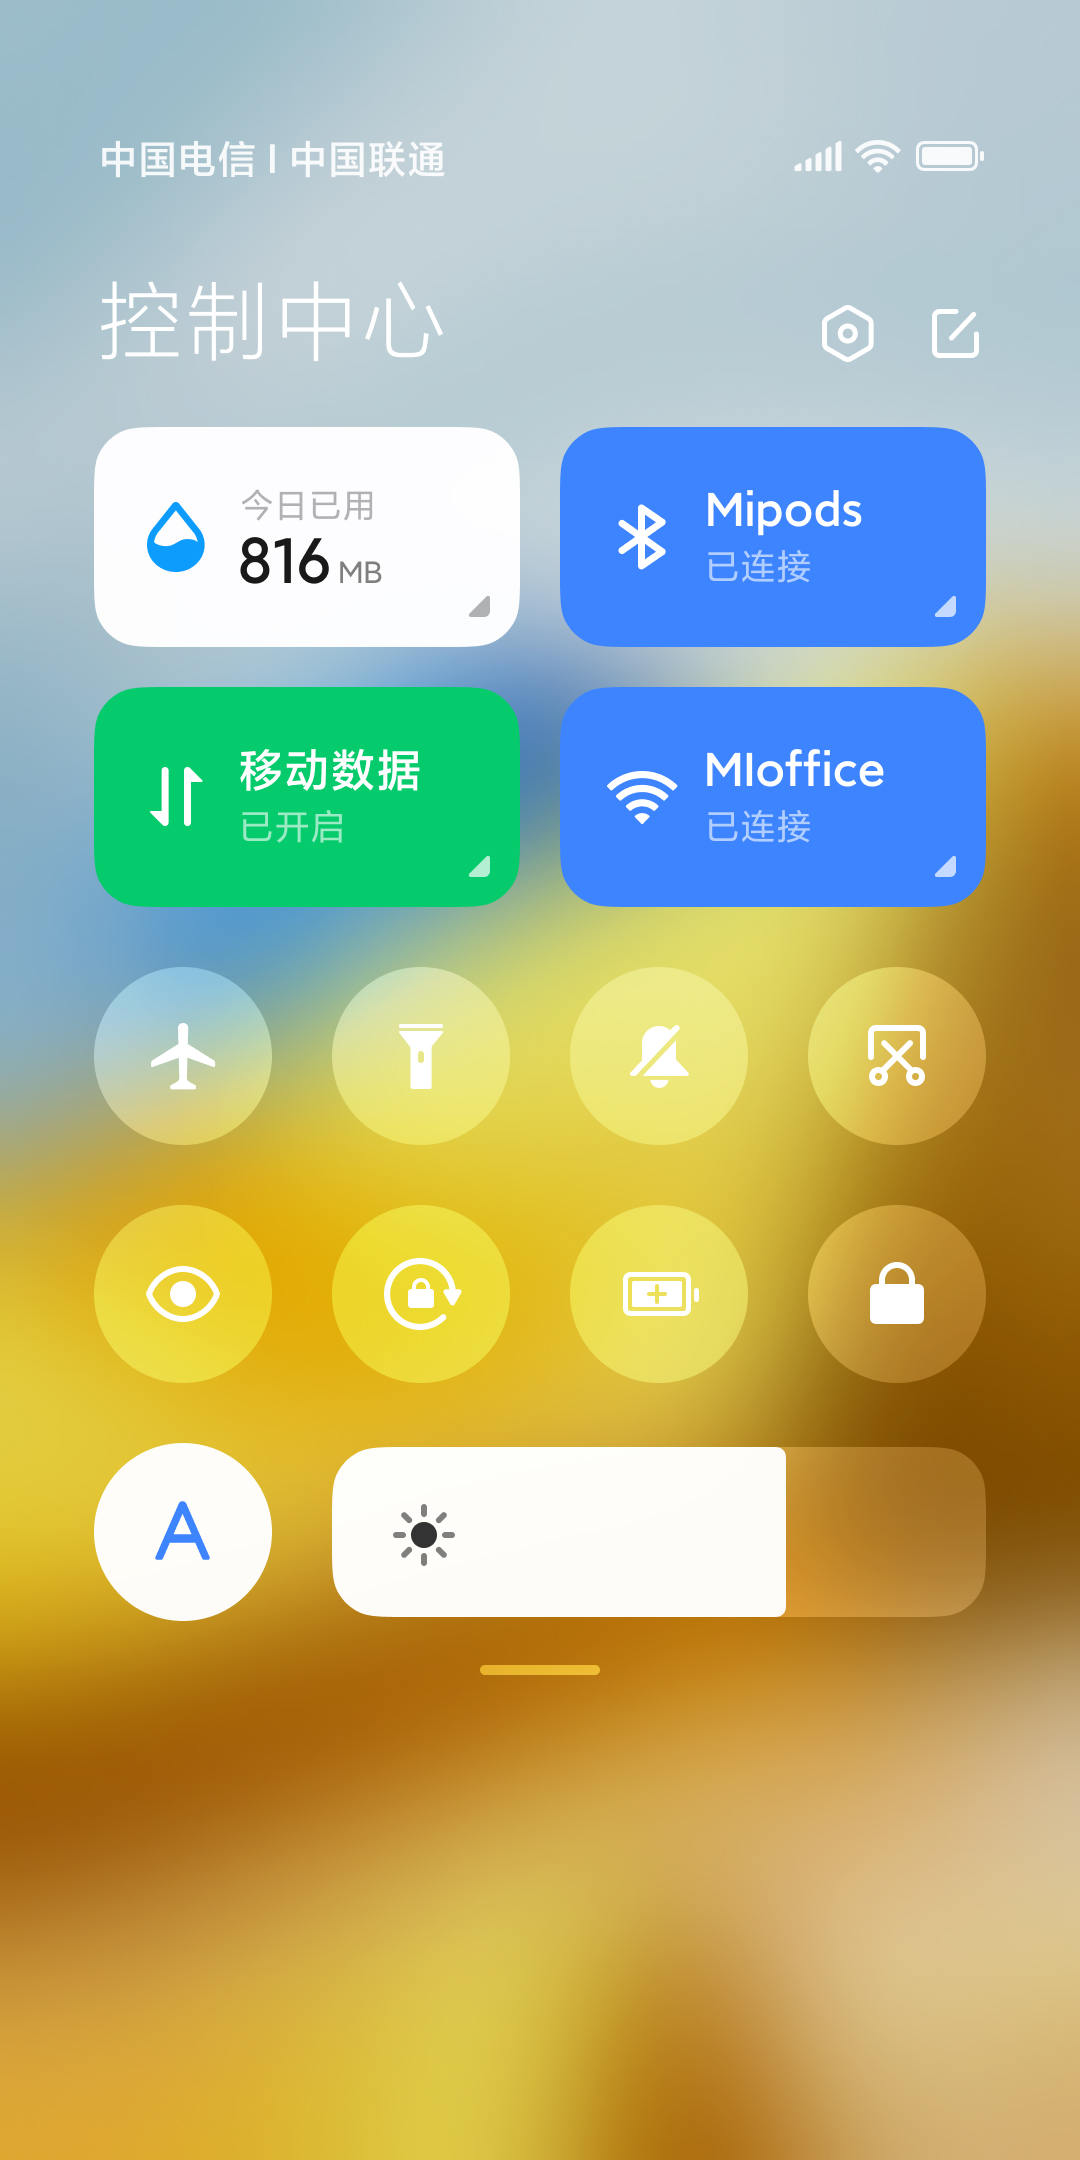 中国电信 | 中国联通
控制中心
今日已用
816 MB
Mipods
已连接
移动数据
已开启
MIoffice
已连接
A